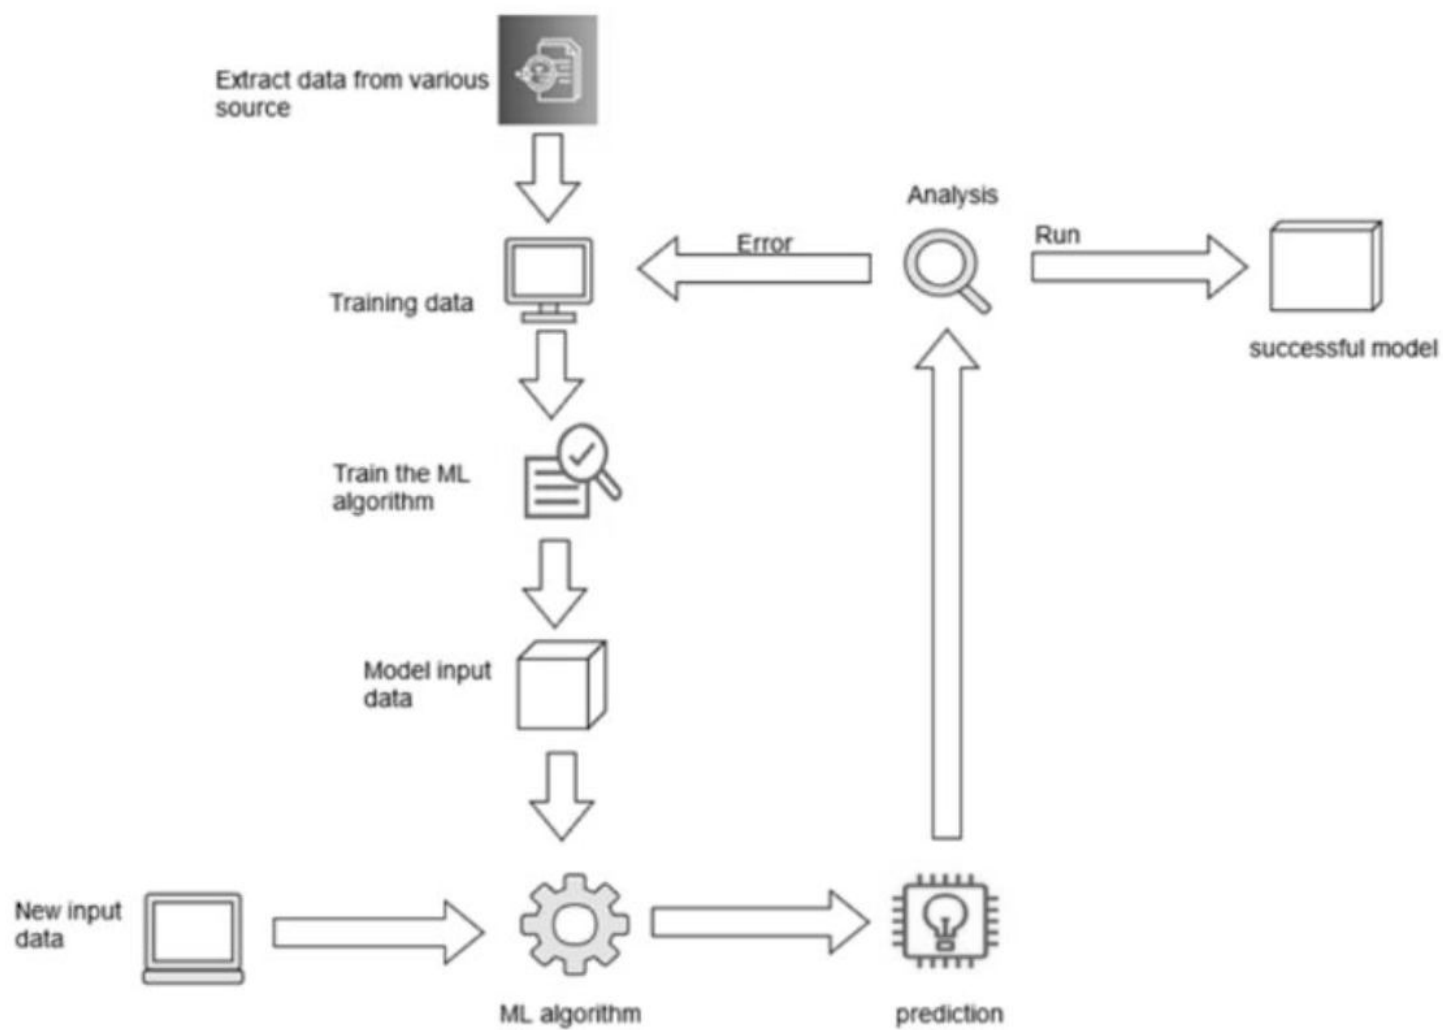 Extract data from various
source
Analysis
Error
Run
Training data
successful model
Train the ML
algorithm
Model input
data
New input
data
ML algorithm
prediction